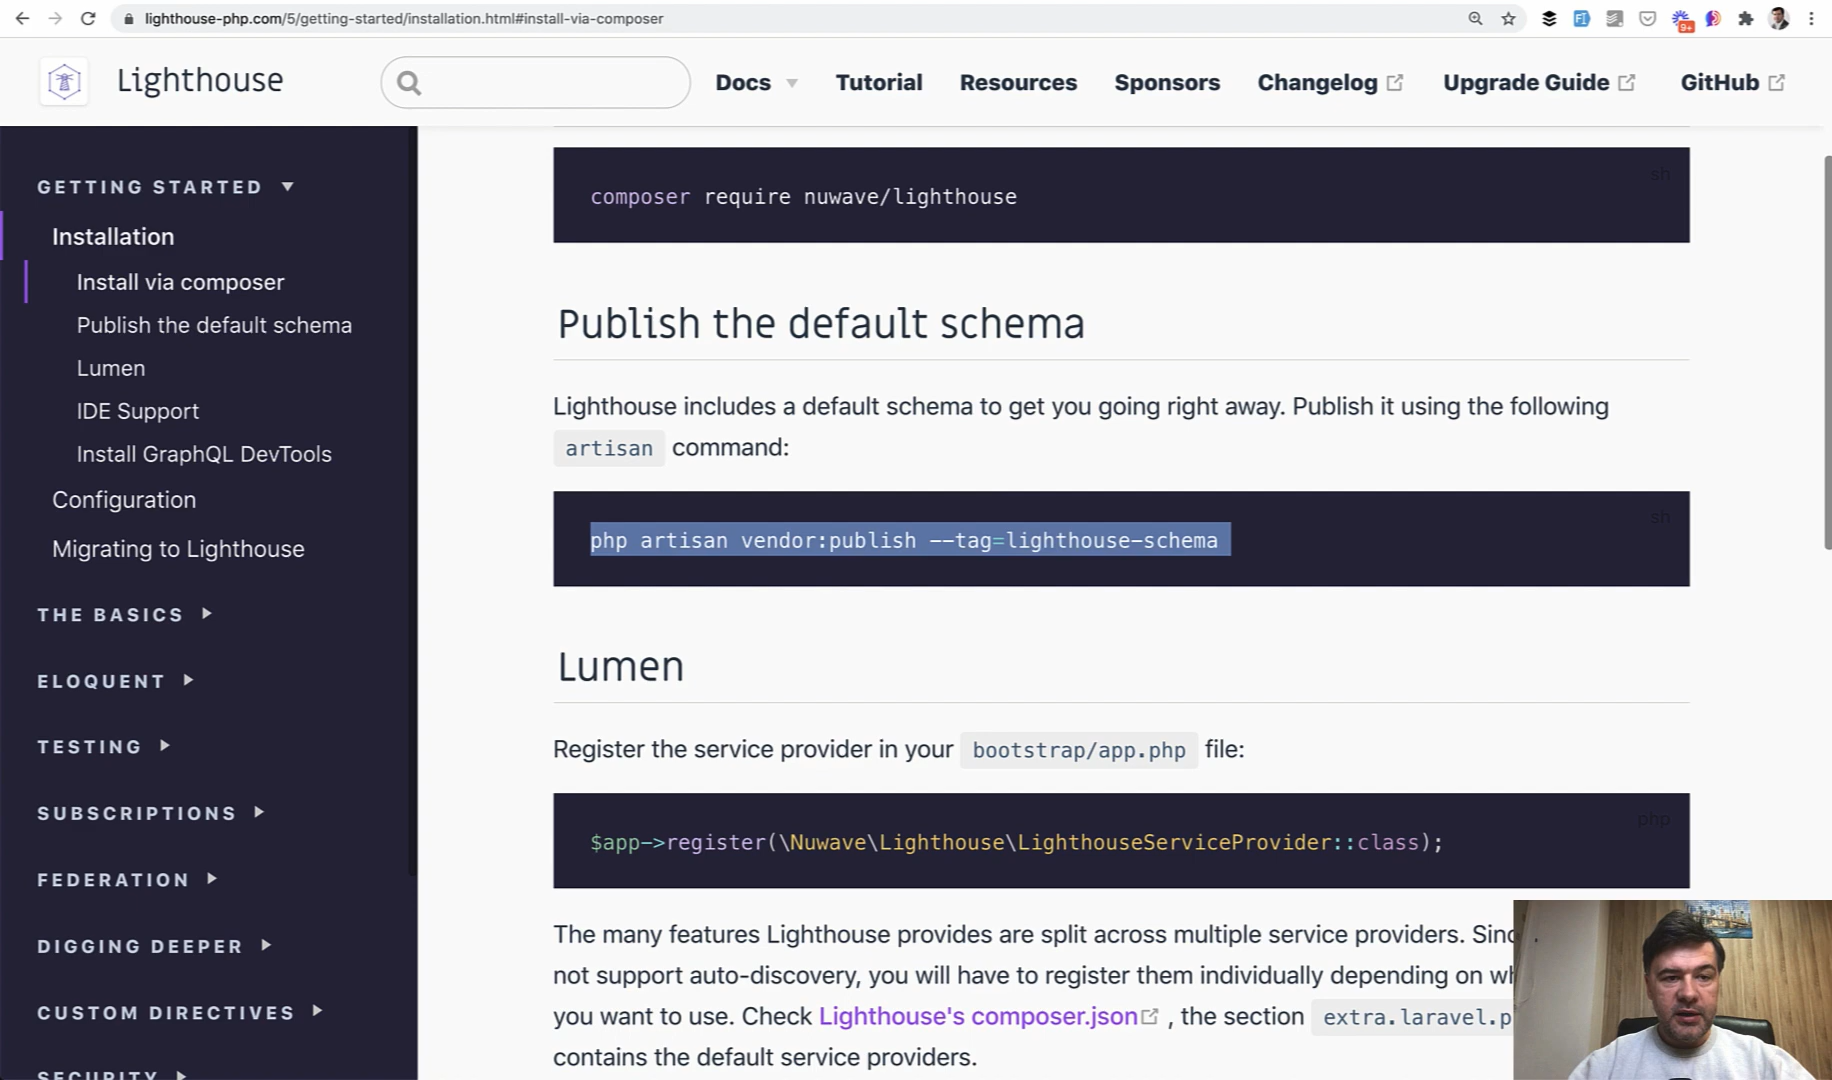 lighthouse-php.com/5/getting-started/installation.html#install-via-composer
9+
Lighthouse
Docs
Tutorial
Resources
Sponsors
Changelog
Upgrade Guide
GitHub
GETTING STARTED
Installation
Install via composer
Publish the default schema
Lumen
IDE Support
Install GraphQL DevTools
Configuration
Migrating to Lighthouse
THE BASICS
ELOQUENT
TESTING
SUBSCRIPTIONS
FEDERATION
DIGGING DEEPER
CUSTOM DIRECTIVES
SECURITY
sh
composer require nuwave/lighthouse
Publish the default schema
Lighthouse includes a default schema to get you going right away. Publish it using the following
artisan command:
sh
php artisan vendor:publish --tag=lighthouse-schema
Lumen
Register the service provider in your bootstrap/app.php file:
php
$app->register(\Nuwave\Lighthouse\LighthouseServiceProvider::class);
The many features Lighthouse provides are split across multiple service providers. Sinc
not support auto-discovery, you will have to register them individually depending on wh
you want to use. Check Lighthouse's composer.json , the section extra.laravel.p
contains the default service providers.